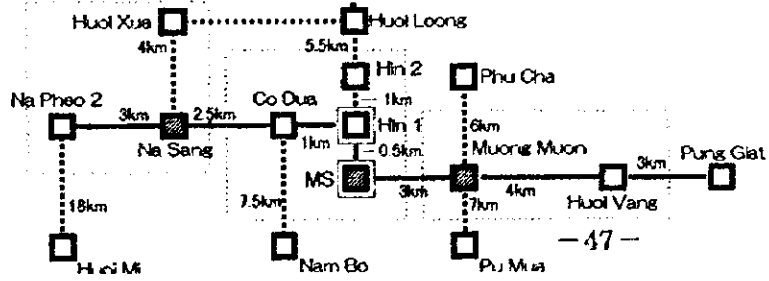 Huoi Xua
Huoi Loong
4km
5.5km
Hin 2
Phu Cha
Na Pheo 2
Co Dua
1km
3km
2.5km
Hin 1
6km
Na Sang
1km
0.5km
Muong Muon
Pung Giat
MS
3km
4km
3km
18km
7.5km
7km
Huoi Vang
-47-
Huoi Mi
Nam Bo
Pu Mua